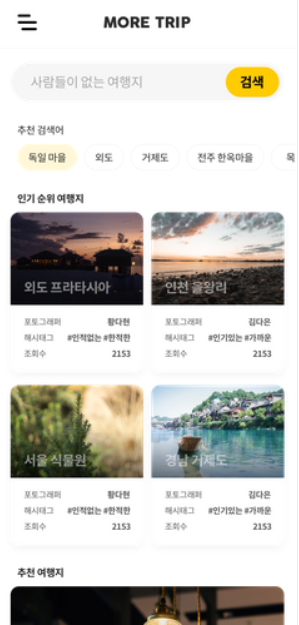 MORE TRIP
사람들이 없는 여행지
검색
추천 검색어
독일 마을 외도 거제도 전주 한옥마을 목
인기 순위 여행지
외도 프라타시아 인천 을왕리
포토그래퍼 황다현 포토그래퍼 김다은
해시태그 #인적없는 #한적한 해시태그 #인기있는 #가까운
조회수 2153 조회수 2153
서울 식물원 경남 거제도
포토그래퍼 황다현 포토그래퍼 김다은
해시태그 #인적없는 #한적한 해시태그 #인기있는 #가까운
조회수 2153 조회수 2153
추천 여행지